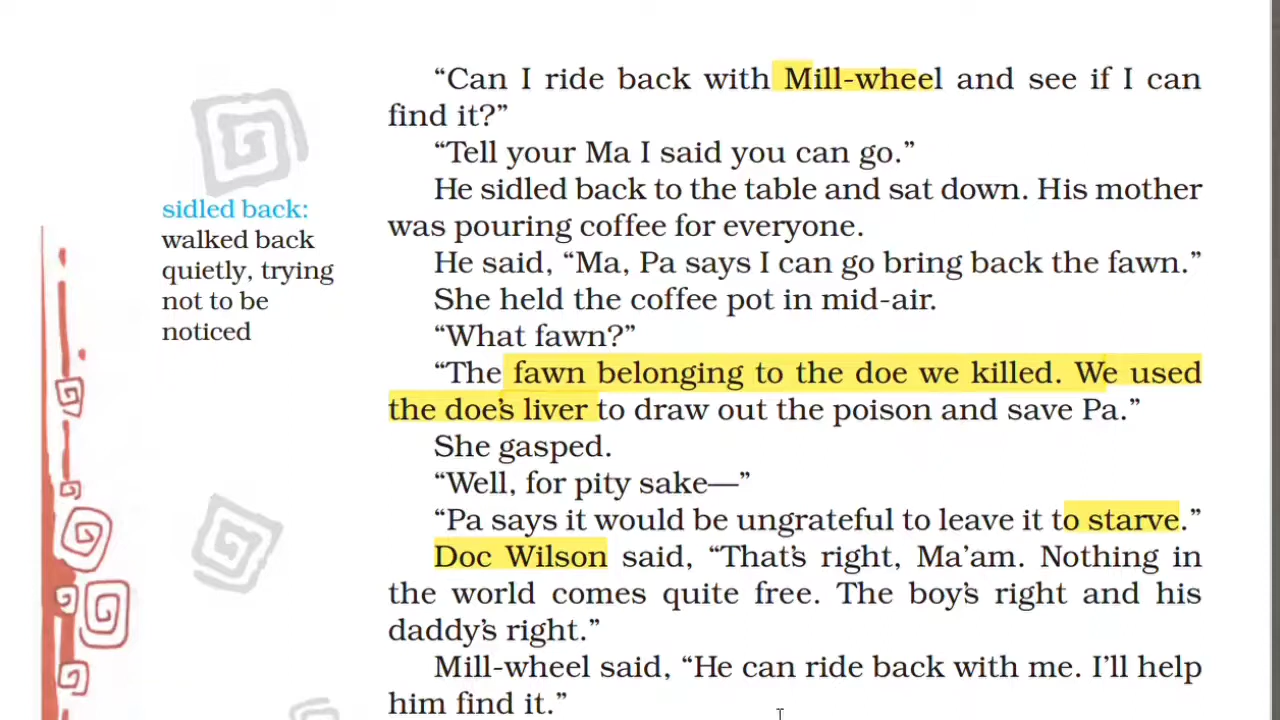 “Can I ride back with Mill-wheel and see if I can
find it?”
“Tell your Ma I said you can go.”
He sidled back to the table and sat down. His mother
was pouring coffee for everyone.
He said, “Ma, Pa says I can go bring back the fawn.”
She held the coffee pot in mid-air.
“What fawn?”
“The fawn belonging to the doe we killed. We used
the doe’s liver to draw out the poison and save Pa.”
She gasped.
“Well, for pity sake—”
“Pa says it would be ungrateful to leave it to starve.”
Doc Wilson said, “That’s right, Ma’am. Nothing in
the world comes quite free. The boy’s right and his
daddy’s right.”
Mill-wheel said, “He can ride back with me. I’ll help
him find it.”
sidled back:
walked back
quietly, trying
not to be
noticed